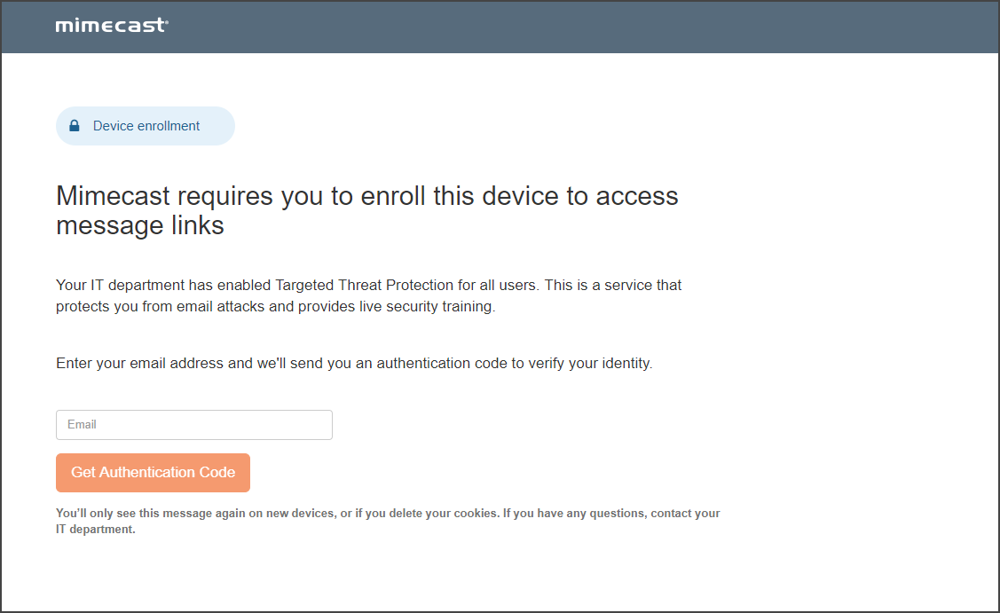 mimecast®
Device enrollment
Mimecast requires you to enroll this device to access
message links
Your IT department has enabled Targeted Threat Protection for all users. This is a service that
protects you from email attacks and provides live security training.
Enter your email address and we'll send you an authentication code to verify your identity.
Email
Get Authentication Code
You'll only see this message again on new devices, or if you delete your cookies. If you have any questions, contact your
IT department.